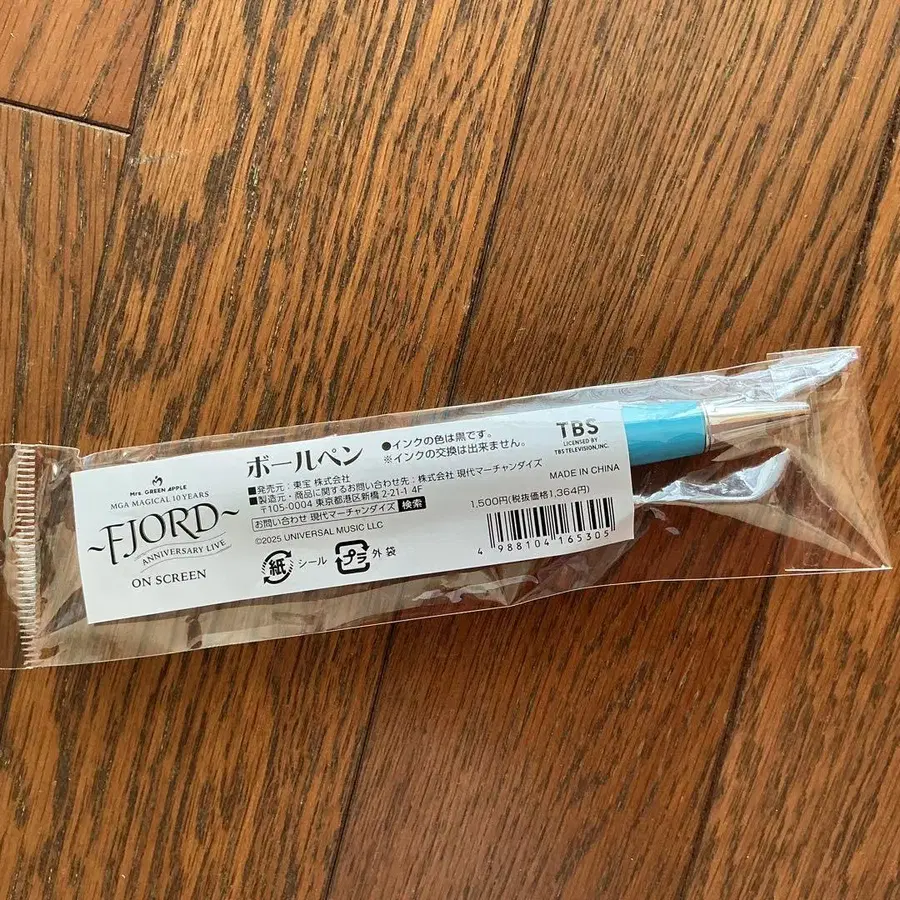 Mrs. GREEN APPLE
MGA MAGICAL 10 YEARS
~FJORD~
ANNIVERSARY LIVE
ON SCREEN
ボールペン
●インクの色は黒です。
※インクの交換は出来ません。
■発売元：東宝 株式会社
■製造元・商品に関するお問い合わせ先：株式会社 現代マーチャンダイズ
〒105-0004 東京都港区新橋 2-21-1 4F
お問い合わせ 現代マーチャンダイズ 検索
©2025 UNIVERSAL MUSIC LLC
紙 シール プラ 外袋
TBS
LICENSED BY
TBS TELEVISION,INC.
MADE IN CHINA
1,500円(税抜価格1,364円)
4 988104 165305